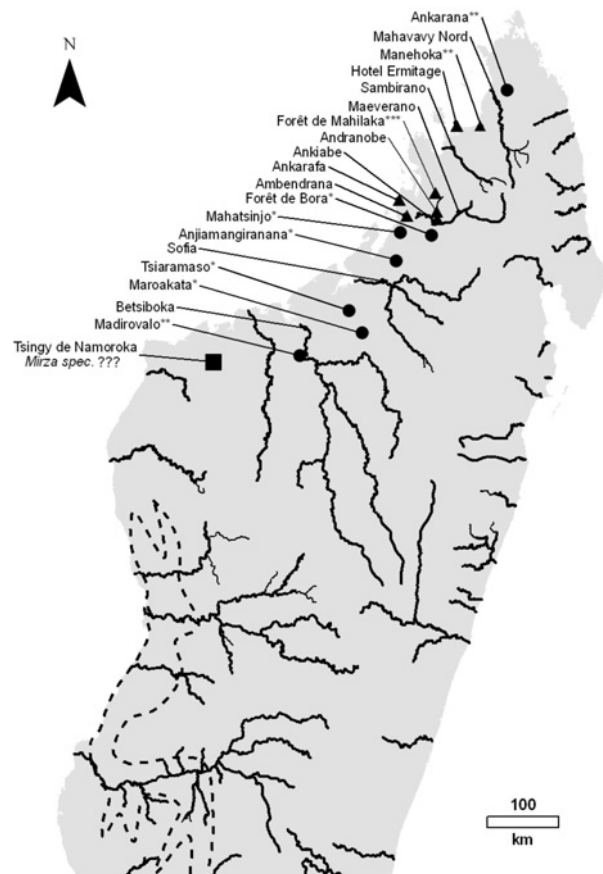 N
Ankarana**
Mahavavy Nord
Manehoka**
Hotel Ermitage
Sambirano
Maeverano
Forêt de Mahilaka***
Andranobe
Ankiabe
Ankarafa
Ambendrana
Forêt de Bora*
Mahatsinjo*
Anjiamangiranana*
Sofia
Tsiaramaso*
Maroakata*
Betsiboka
Madirovalo**
Tsingy de Namoroka
Mirza spec. ???
100
km